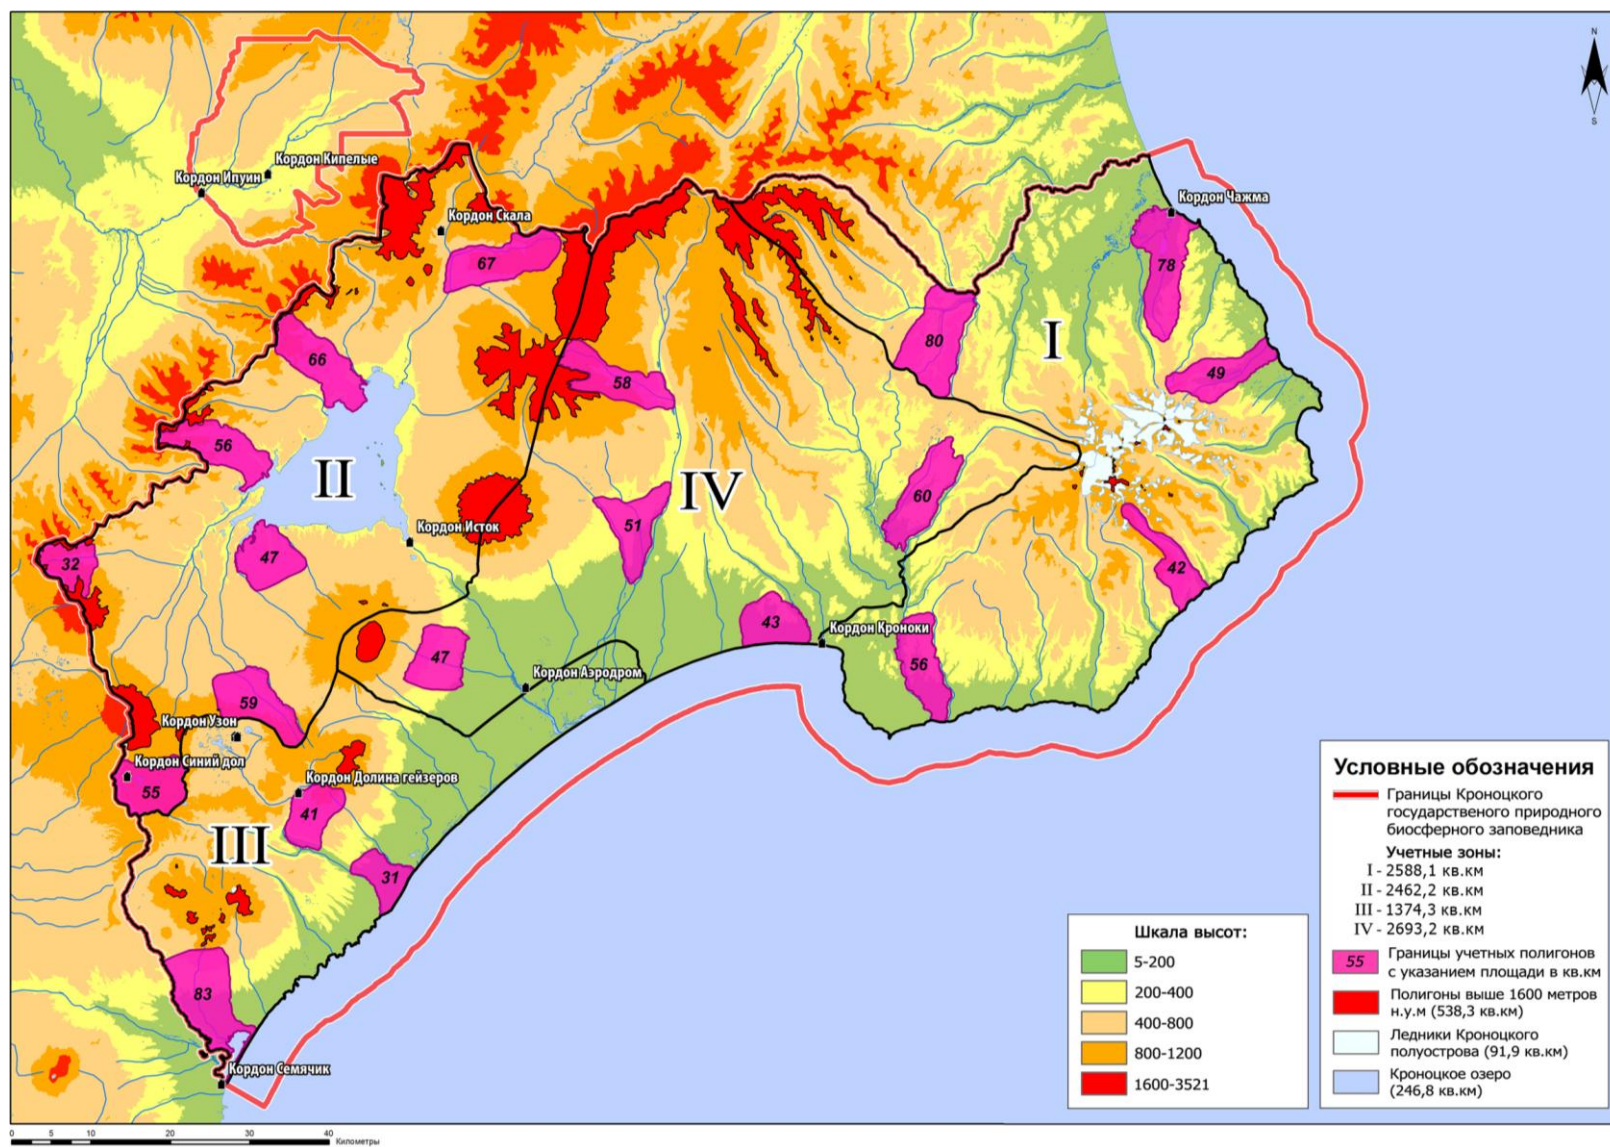 N
S
Кордон Кипелые
Кордон Ипуин
Кордон Чажма
Кордон Скала
67
78
I
80
66
58
49
56
II
IV
60
51
Кордон Исток
47
32
42
43
Кордон Кроноки
47
56
Кордон Аэродром
59
Кордон Узон
Кордон Синий дол
55
Кордон Долина гейзеров
41
III
31
83
Кордон Семячик
Условные обозначения
Границы Кроноцкого
государственого природного
биосферного заповедника
Учетные зоны:
I - 2588,1 кв.км
II - 2462,2 кв.км
III - 1374,3 кв.км
IV - 2693,2 кв.км
55
Границы учетных полигонов
с указанием площади в кв.км
Полигоны выше 1600 метров
н.у.м (538,3 кв.км)
Ледники Кроноцкого
полуострова (91,9 кв.км)
Кроноцкое озеро
(246,8 кв.км)
Шкала высот:
5-200
200-400
400-800
800-1200
1600-3521
0 5 10 20 30 40
Километры